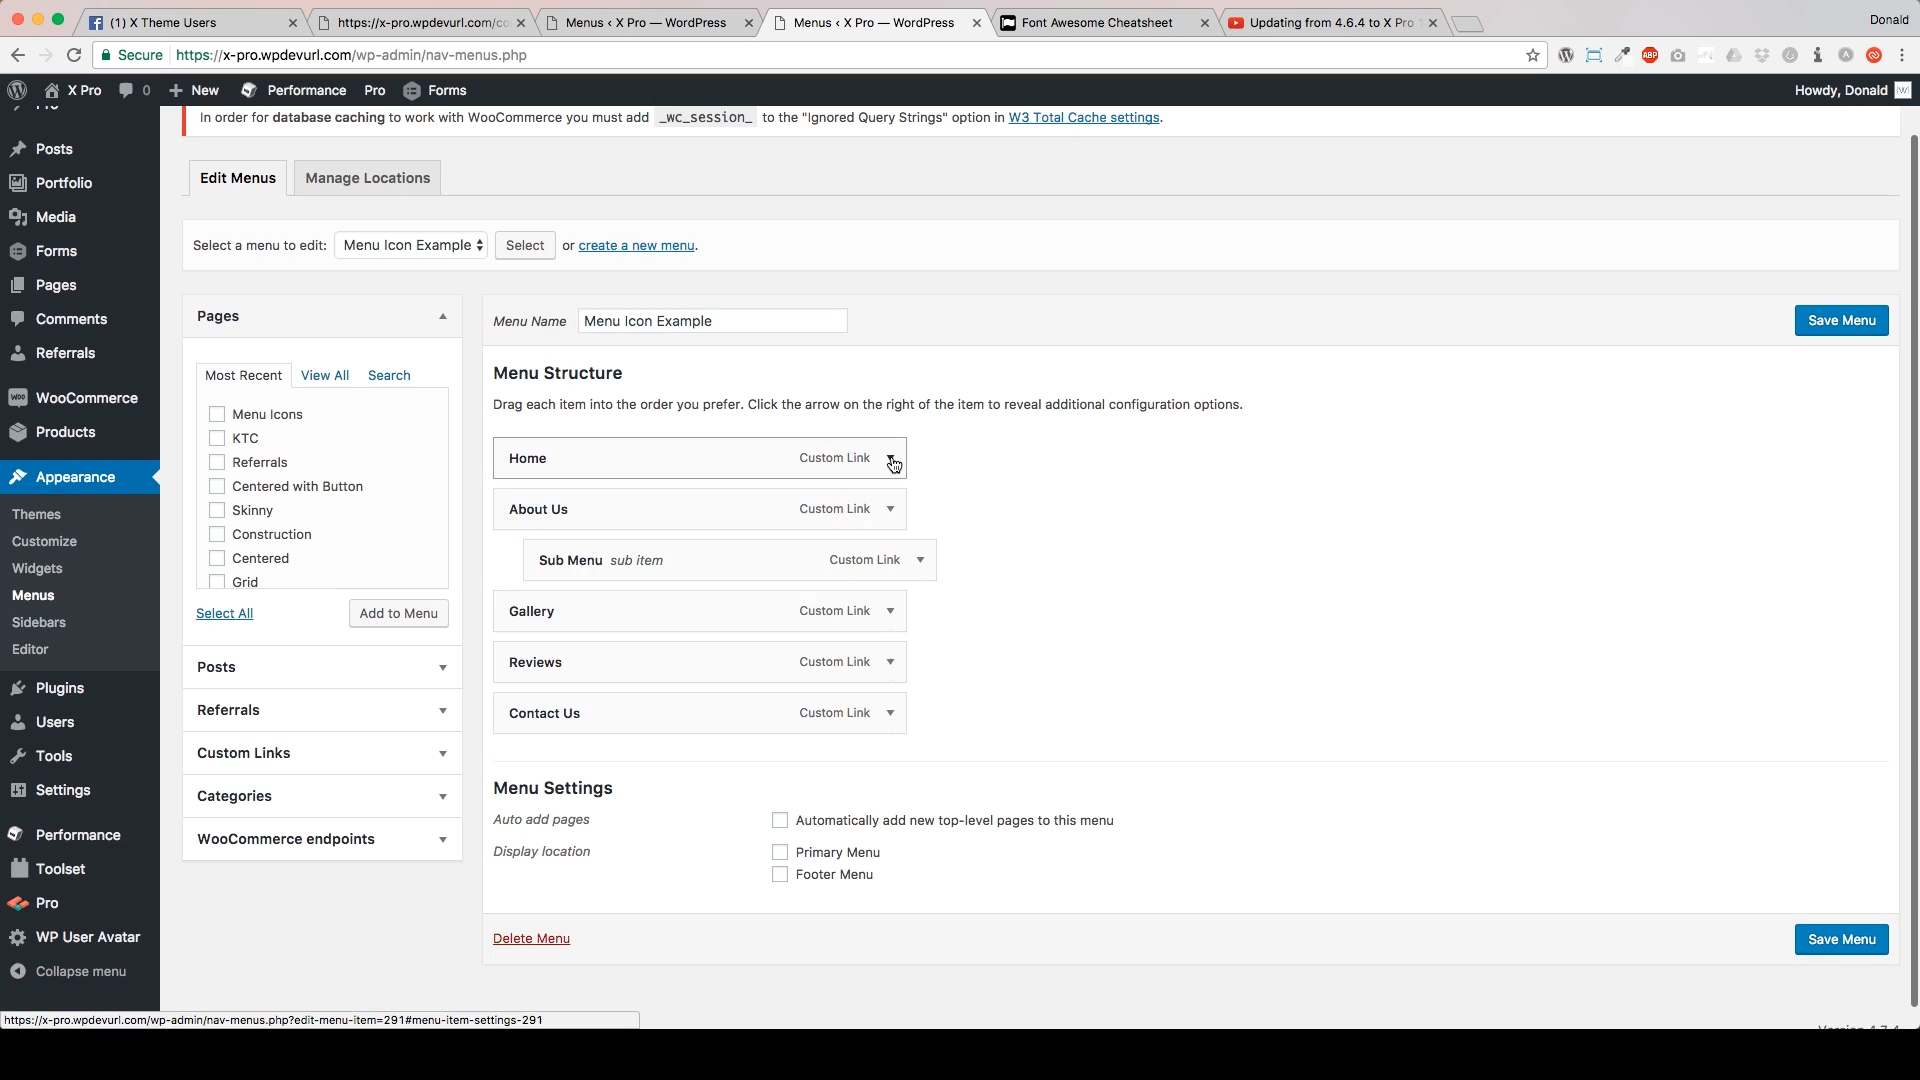 (1) X Theme Users
https://x-pro.wpdevurl.com/co
Menus ‹ X Pro — WordPress
Menus ‹ X Pro — WordPress
Font Awesome Cheatsheet
Updating from 4.6.4 to X Pro
Donald
Secure
https://x-pro.wpdevurl.com/wp-admin/nav-menus.php
ABP
X Pro
0
New
Performance
Pro
Forms
Howdy, Donald
In order for database caching to work with WooCommerce you must add _wc_session_ to the "Ignored Query Strings" option in W3 Total Cache settings.
Posts
Portfolio
Media
Forms
Pages
Comments
Referrals
WooCommerce
Products
Appearance
Themes
Customize
Widgets
Menus
Sidebars
Editor
Plugins
Users
Tools
Settings
Performance
Toolset
Pro
WP User Avatar
Collapse menu
Edit Menus
Manage Locations
Select a menu to edit: Menu Icon Example Select or create a new menu.
Pages
Most Recent
View All
Search
Menu Icons
KTC
Referrals
Centered with Button
Skinny
Construction
Centered
Grid
Select All
Add to Menu
Posts
Referrals
Custom Links
Categories
WooCommerce endpoints
Menu Name Menu Icon Example
Save Menu
Menu Structure
Drag each item into the order you prefer. Click the arrow on the right of the item to reveal additional configuration options.
Home Custom Link
About Us Custom Link
Sub Menu sub item Custom Link
Gallery Custom Link
Reviews Custom Link
Contact Us Custom Link
Menu Settings
Auto add pages
Automatically add new top-level pages to this menu
Display location
Primary Menu
Footer Menu
Delete Menu
Save Menu
https://x-pro.wpdevurl.com/wp-admin/nav-menus.php?edit-menu-item=291#menu-item-settings-291